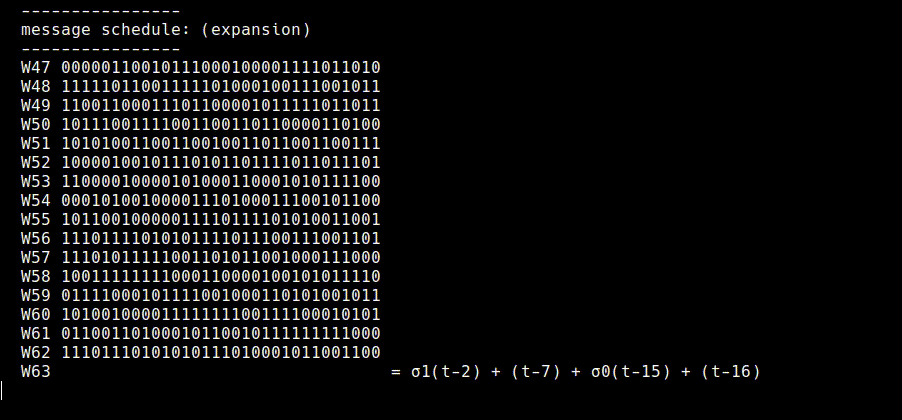 ----------------
message schedule: (expansion)
----------------
W47 00000110010111000100001111011010
W48 11111011001111101000100111001011
W49 11001100011101100001011111011011
W50 10111001111001100110110000110100
W51 10101001100110010011011001100111
W52 10000100101110101101111011011101
W53 11000010000101000110001010111100
W54 00010100100001110100011100101100
W55 10110010000011110111101010011001
W56 11101111010101111011100111001101
W57 11101011111001101011001000111000
W58 10011111111000110000100101011110
W59 01111000101111001000110101001011
W60 10100100001111111100111100010101
W61 01100110100010110010111111111000
W62 11101110101010111010001011001100
W63 = σ1(t-2) + (t-7) + σ0(t-15) + (t-16)